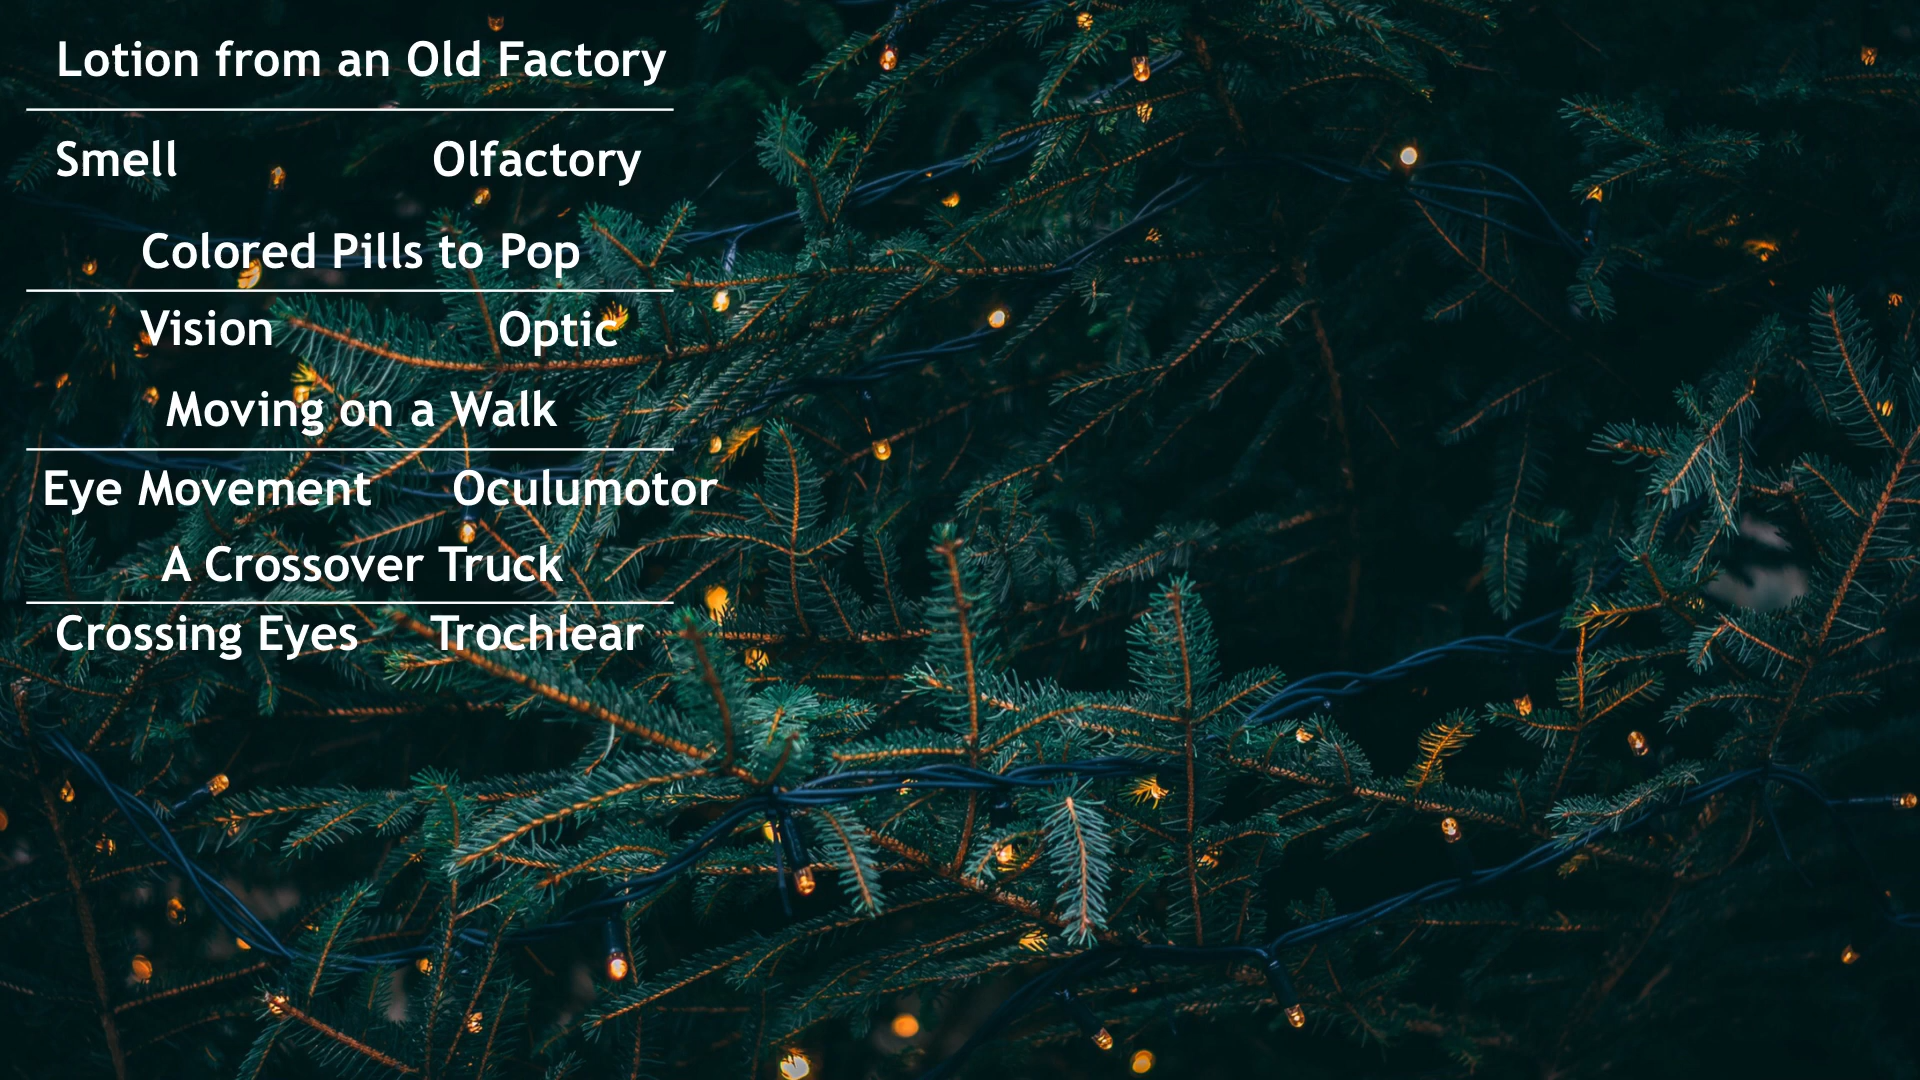 Lotion from an Old Factory
Smell Olfactory
Colored Pills to Pop
Vision Optic
Moving on a Walk
Eye Movement Oculumotor
A Crossover Truck
Crossing Eyes Trochlear